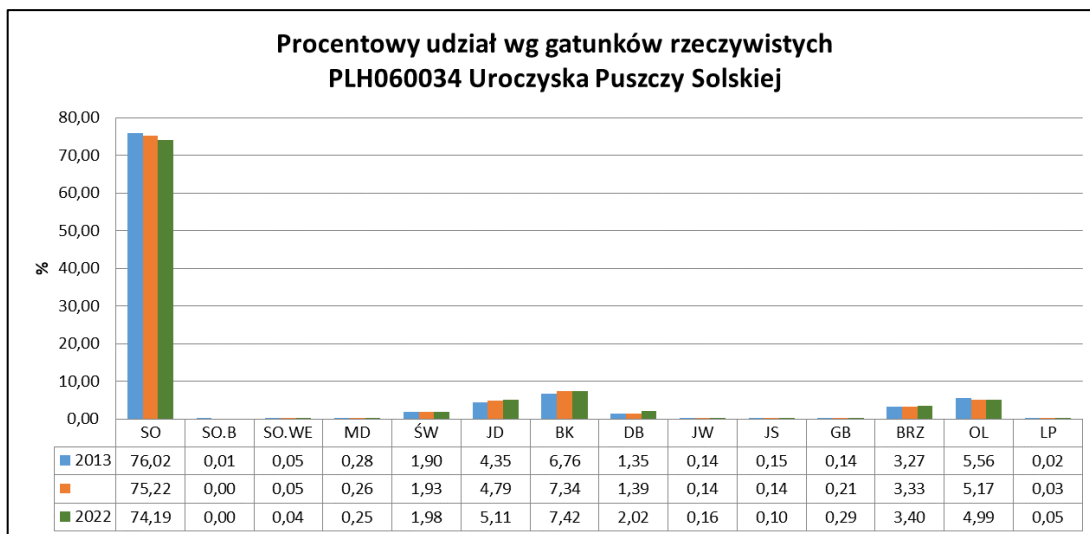 Procentowy udział wg gatunków rzeczywistych
PLH060034 Uroczyska Puszczy Solskiej
80,00
70,00
60,00
50,00
40,00
30,00
20,00
10,00
0,00
%
SO SO.B SO.WE MD ŚW JD BK DB JW JS GB BRZ OL LP
2013 76,02 0,01 0,05 0,28 1,90 4,35 6,76 1,35 0,14 0,15 0,14 3,27 5,56 0,02
75,22 0,00 0,05 0,26 1,93 4,79 7,34 1,39 0,14 0,14 0,21 3,33 5,17 0,03
2022 74,19 0,00 0,04 0,25 1,98 5,11 7,42 2,02 0,16 0,10 0,29 3,40 4,99 0,05